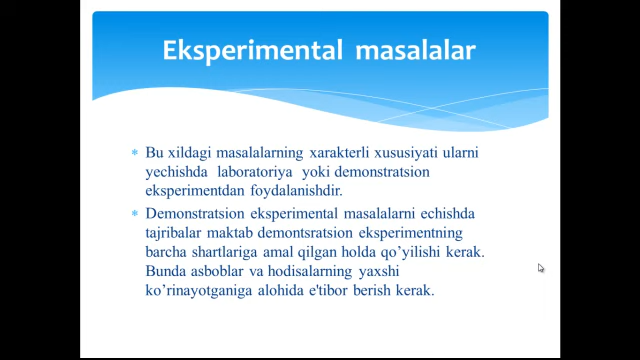 Eksperimental masalalar
* Bu xildagi masalalarning xarakterli xususiyati ularni
yechishda laboratoriya yoki demonstratsion
eksperimentdan foydalanishdir.
* Demonstratsion eksperimental masalalarni echishda
tajribalar maktab demontsratsion eksperimentning
barcha shartlariga amal qilgan holda qo’yilishi kerak.
Bunda asboblar va hodisalarning yaxshi
ko’rinayotganiga alohida e'tibor berish kerak.